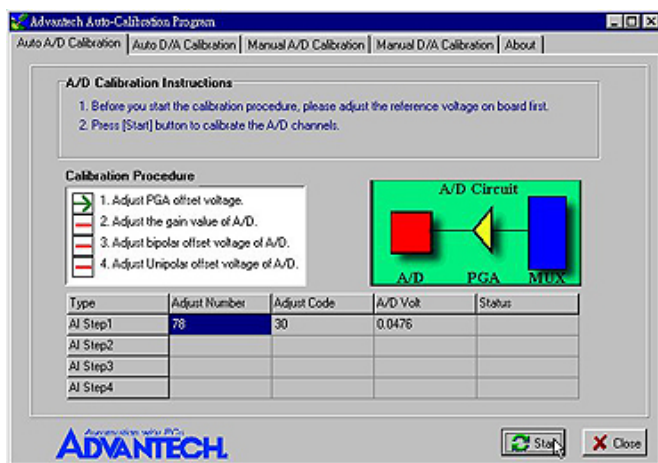 Advantech Auto-Calibration Program
Auto A/D Calibration Auto D/A Calibration Manual A/D Calibration Manual D/A Calibration About
A/D Calibration Instructions
1. Before you start the calibration procedure, please adjust the reference voltage on board first.
2. Press [Start] button to calibrate the A/D channels.
Calibration Procedure
1. Adjust PGA offset voltage.
2. Adjust the gain value of A/D.
3. Adjust bipolar offset voltage of A/D.
4. Adjust Unipolar offset voltage of A/D.
A/D Circuit
A/D PGA MUX
Type Adjust Number Adjust Code A/D Volt Status
AI Step1 78 30 0.0476
AI Step2
AI Step3
AI Step4
ADVANTECH
Start Close